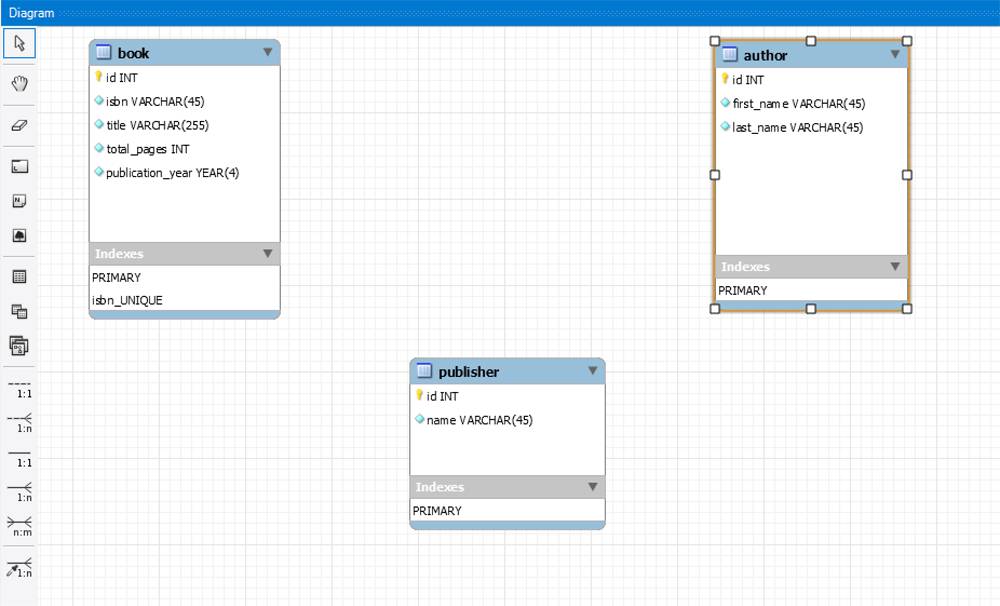 Diagram
book
id INT
isbn VARCHAR(45)
title VARCHAR(255)
total_pages INT
publication_year YEAR(4)
Indexes
PRIMARY
isbn_UNIQUE
author
id INT
first_name VARCHAR(45)
last_name VARCHAR(45)
Indexes
PRIMARY
publisher
id INT
name VARCHAR(45)
Indexes
PRIMARY
1:1
1:n
1:1
1:n
n:m
1:n